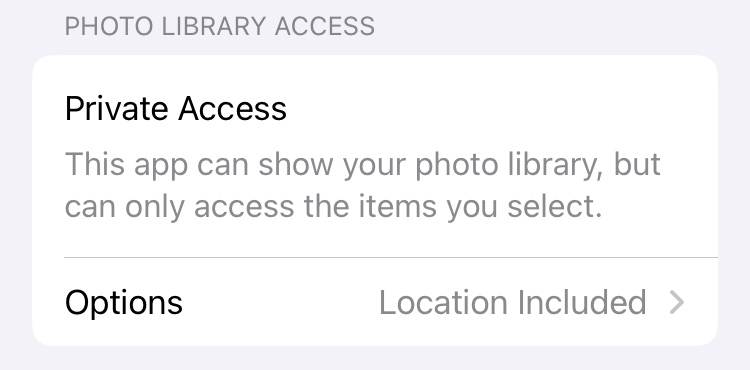 PHOTO LIBRARY ACCESS
Private Access
This app can show your photo library, but
can only access the items you select.
Options Location Included